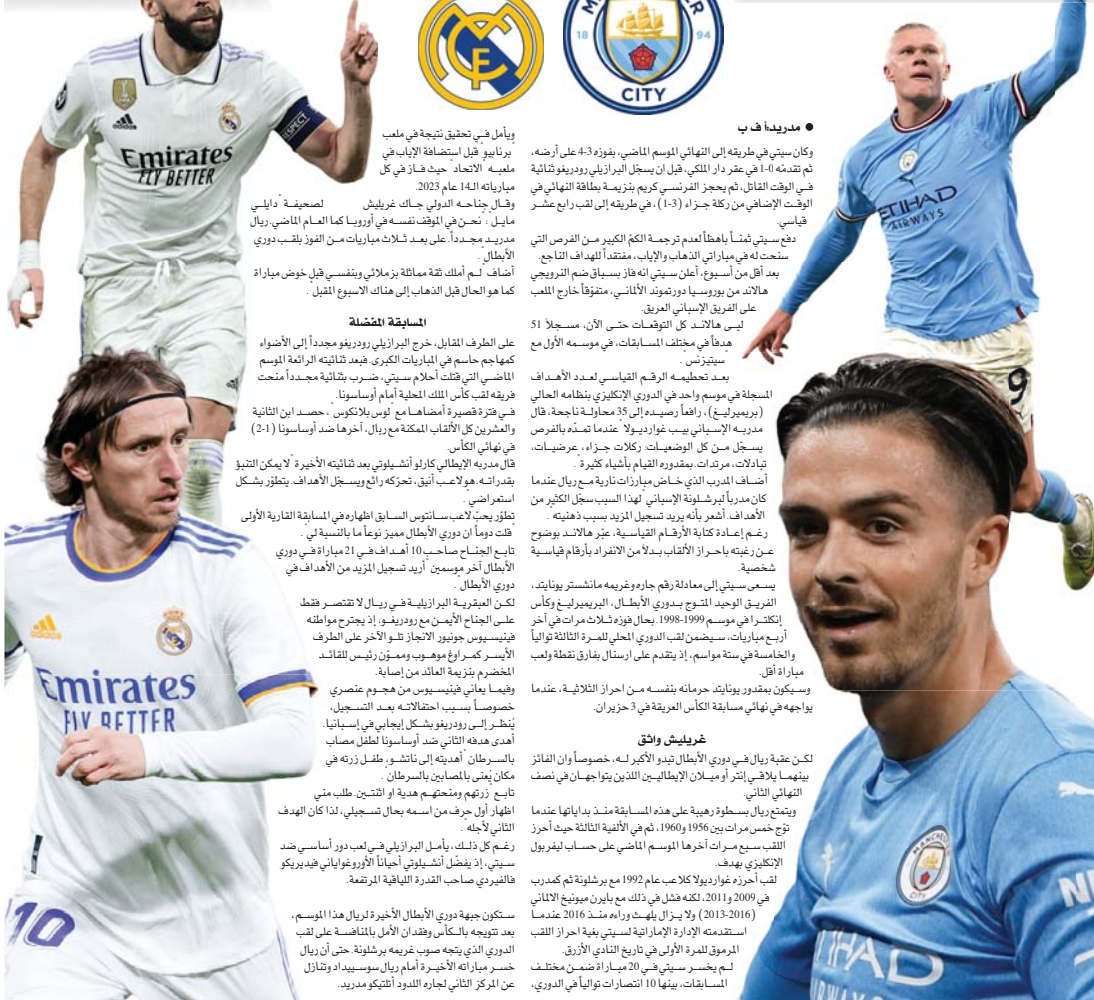 MANCHESTER
18 94
CITY
● مدريد:أ ف ب
وكان سيتي في طريقه إلى النهائي الموسم الماضي، بفوزه 3-4 على أرضه،
ثم تقدمّه 0-1 في عقر دار الملكي، قبل ان يسجّل البرازيلي رودريغو ثنائية
في الوقت القاتل، ثم يحجز الفرنسي كريم بنزيمة بطاقة النهائي في
الوقت الإضافي من ركلة جزاء (1-3)، في طريقه إلى لقب رابع عشر
قياسي.
دفع سيتي ثمناً باهظاً لعدم ترجمة الكمّ الكبير من الفرص التي
سنحت له في مباراتي الذهاب والإياب، مفتقداً للهداف الناجع.
بعد أقل من أسبوع، أعلن سيتي انه فاز بسباق ضم النرويجي
هالاند من بوروسيا دورتموند الألماني، متفوّقاً خارج الملعب
على الفريق الإسباني العريق.
لبى هالاند كل التوقعات حتى الآن، مسجلاً 51
هدفاً في مختلف المسابقات، في موسمه الأول مع
سيتيزنس .
بعد تحطيمه الرقم القياسي لعدد الأهداف
المسجلة في موسم واحد في الدوري الإنكليزي بنظامه الحالي
(بريميرليغ)، رافعاً رصيده إلى 35 محاولة ناجحة، قال
مدربه الإسباني بيب غوارديولا "عندما تمدّه بالفرص
يسجّل من كل الوضعيات: ركلات جزاء، عرضيات،
تبادلات، مرتدات. بمقدوره القيام بأشياء كثيرة".
أضاف المدرب الذي خاض مبارزات نارية مع ريال عندما
كان مدرباً لبرشلونة الإسباني "لهذا السبب سجّل الكثير من
الأهداف. أشعر بأنه يريد تسجيل المزيد بسبب ذهنيته".
رغم إعادة كتابة الأرقام القياسية، عبّر هالاند بوضوح
عن رغبته باحراز الألقاب بدلاً من الانفراد بأرقام قياسية
شخصية.
يسعى سيتي إلى معادلة رقم جاره وغريمه مانشستر يونايتد،
الفريق الوحيد المتوج بدوري الأبطال، البريميرليغ وكأس
إنكلترا في موسم 1999-1998. بحال فوزه ثلاث مرات في آخر
أربع مباريات، سيضمن لقب الدوري المحلي للمرة الثالثة توالياً
والخامسة في ستة مواسم، إذ يتقدم على ارسنال بفارق نقطة ولعب
مباراة أقل.
وسيكون بمقدور يونايتد حرمانه بنفسه من احراز الثلاثية، عندما
يواجهه في نهائي مسابقة الكأس العريقة في 3 حزيران.
غريليش واثق
لكن عقبة ريال في دوري الأبطال تبدو الأكبر له، خصوصاً وان الفائز
بينهما يلاقي إنتر أو ميلان الإيطاليين اللذين يتواجهان في نصف
النهائي الثاني.
ويتمتع ريال بسطوة رهيبة على هذه المسابقة منذ بداياتها عندما
توّج خمس مرات بين 1956 و1960، ثم في الألفية الثالثة حيث أحرز
اللقب سبع مرات آخرها الموسم الماضي على حساب ليفربول
الإنكليزي بهدف.
لقب أحرزه غوارديولا كلاعب عام 1992 مع برشلونة ثم كمدرب
في 2009 و2011، لكنه فشل في ذلك مع بايرن ميونيخ الالماني
(2013-2016) ولا يزال يلهث وراءه منذ 2016 عندما
استقدمته الإدارة الإماراتية لسيتي بغية احراز اللقب
المرموق للمرة الأولى في تاريخ النادي الأزرق.
لم يخسر سيتي في 20 مباراة ضمن مختلف
المسابقات، بينها 10 انتصارات توالياً في الدوري،
ويأمل في تحقيق نتيجة في ملعب
"برنابيو" قبل استضافة الإياب في
ملعبه "الاتحاد" حيث فاز في كل
مبارياته الـ14 عام 2023.
وقال جناحه الدولي جاك غريليش لصحيفة "دايلي
مايل": "نحن في الموقف نفسه في أوروبا كما العام الماضي. ريال
مدريد مجدداً. على بعد ثلاث مباريات من الفوز بلقب دوري
الأبطال".
أضاف "لم أملك ثقة مماثلة بزملائي وبنفسي قبل خوض مباراة
كما هو الحال قبل الذهاب إلى هناك الاسبوع المقبل".
المسابقة المفضلة
على الطرف المقابل، خرج البرازيلي رودريغو مجدداً إلى الأضواء
كمهاجم حاسم في المباريات الكبرى. فبعد ثنائيته الرائعة الموسم
الماضي التي قتلت أحلام سيتي، ضرب بثنائية مجدداً منحت
فريقه لقب كأس الملك المحلية أمام أوساسونا.
في فترة قصيرة أمضاها مع "لوس بلانكوس"، حصد ابن الثانية
والعشرين كل الألقاب الممكنة مع ريال، آخرها ضد أوساسونا (2-1)
في نهائي الكأس.
قال مدربه الإيطالي كارلو أنشيلوتي بعد ثنائيته الأخيرة "لا يمكن التنبؤ
بقدراته. هو لاعب أنيق، تحركه رائع ويسجّل الأهداف. يتطوّر بشكل
استعراضي".
تطوّر يحبّ لاعب سانتوس السابق اظهاره في المسابقة القارية الأولى
"قلت دوماً أن دوري الأبطال مميز نوعاً ما بالنسبة لي".
تابع الجناح صاحب 10 أهداف في 21 مباراة في دوري
الأبطال آخر موسمين "أريد تسجيل المزيد من الأهداف في
دوري الأبطال".
لكن العبقرية البرازيلية في ريال لا تقتصر فقط
على الجناح الأيمن مع رودريغو. إذ يجترح مواطنه
فينيسيوس جونيور الانجاز تلو الآخر على الطرف
الأيسر كمراوغ موهوب ومموّن رئيس للقائد
المخضرم بنزيمة العائد من إصابة.
وفيما يعاني فينيسيوس من هجوم عنصري
خصوصاً بسبب احتفالاته بعد التسجيل،
يُنظر إلى رودريغو بشكل إيجابي في إسبانيا.
أهدى هدفه الثاني ضد أوساسونا لطفل مصاب
بالسرطان "أهديته إلى ناتشو، طفل زرته في
مكان يُعنى بالمصابين بالسرطان".
تابع "زرتهم ومنحتهم هدية او اثنتين. طلب مني
اظهار أول حرف من اسمه بحال تسجيلي، لذا كان الهدف
الثاني لأجله".
رغم كل ذلك، يأمل البرازيلي في لعب دور أساسي ضد
سيتي، إذ يفضّل أنشيلوتي أحياناً الأوروغواياني فيديريكو
فالفيردي صاحب القدرة اللياقية المرتفعة.
ستكون جبهة دوري الأبطال الأخيرة لريال هذا الموسم،
بعد تتويجه بالكأس وفقدان الأمل بالمنافسة على لقب
الدوري الذي يتجه صوب غريمه برشلونة. حتى أن ريال
خسر مباراته الأخيرة أمام ريال سوسييداد وتنازل
عن المركز الثاني لجاره اللدود أتلتيكو مدريد.
adidas
Emirates
FLY BETTER
RESPECT
Emirates
FLY BETTER
10
ETIHAD
AIRWAYS
9
MANCHESTER
CITY